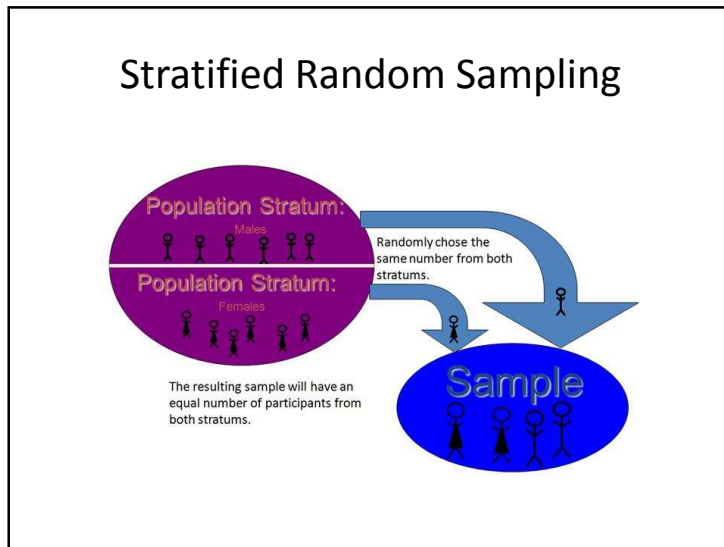 Stratified Random Sampling
Population Stratum:
Males
Randomly chose the
same number from both
stratums.
Population Stratum:
Females
The resulting sample will have an
equal number of participants from
both stratums.
Sample